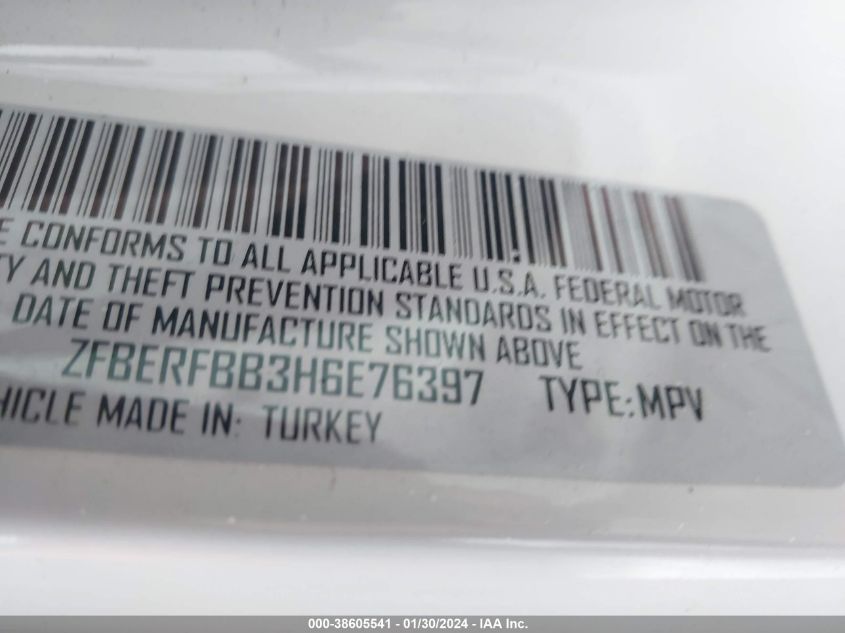 E CONFORMS TO ALL APPLICABLE U.S.A. FEDERAL MOTOR
TY AND THEFT PREVENTION STANDARDS IN EFFECT ON THE
DATE OF MANUFACTURE SHOWN ABOVE
ZFBERFBB3H6E76397 TYPE: MPV
HICLE MADE IN: TURKEY
000-38605541 - 01/30/2024 - IAA Inc.